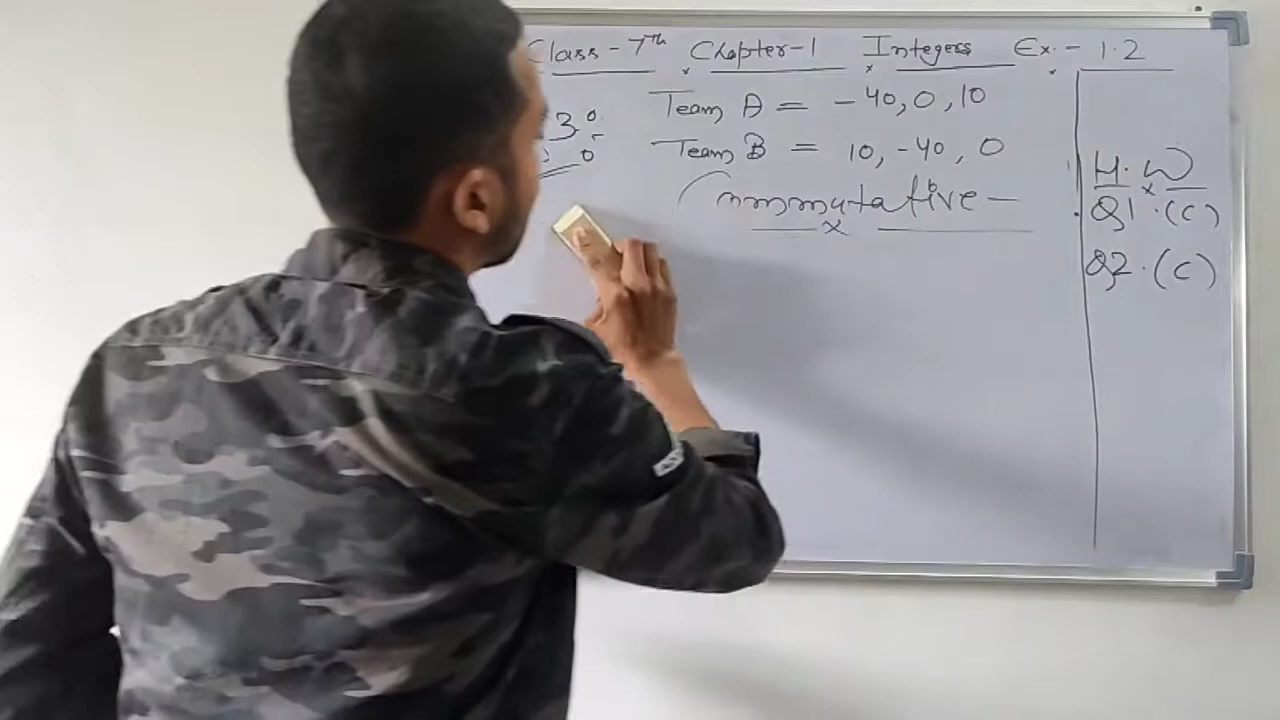 Class - 7th Chapter-1 Integers Ex. - 1.2
Team A = - 40, 0, 10
Team B = 10, -40, 0
Commutative -
H.W
Q1.(C)
Q2.(C)